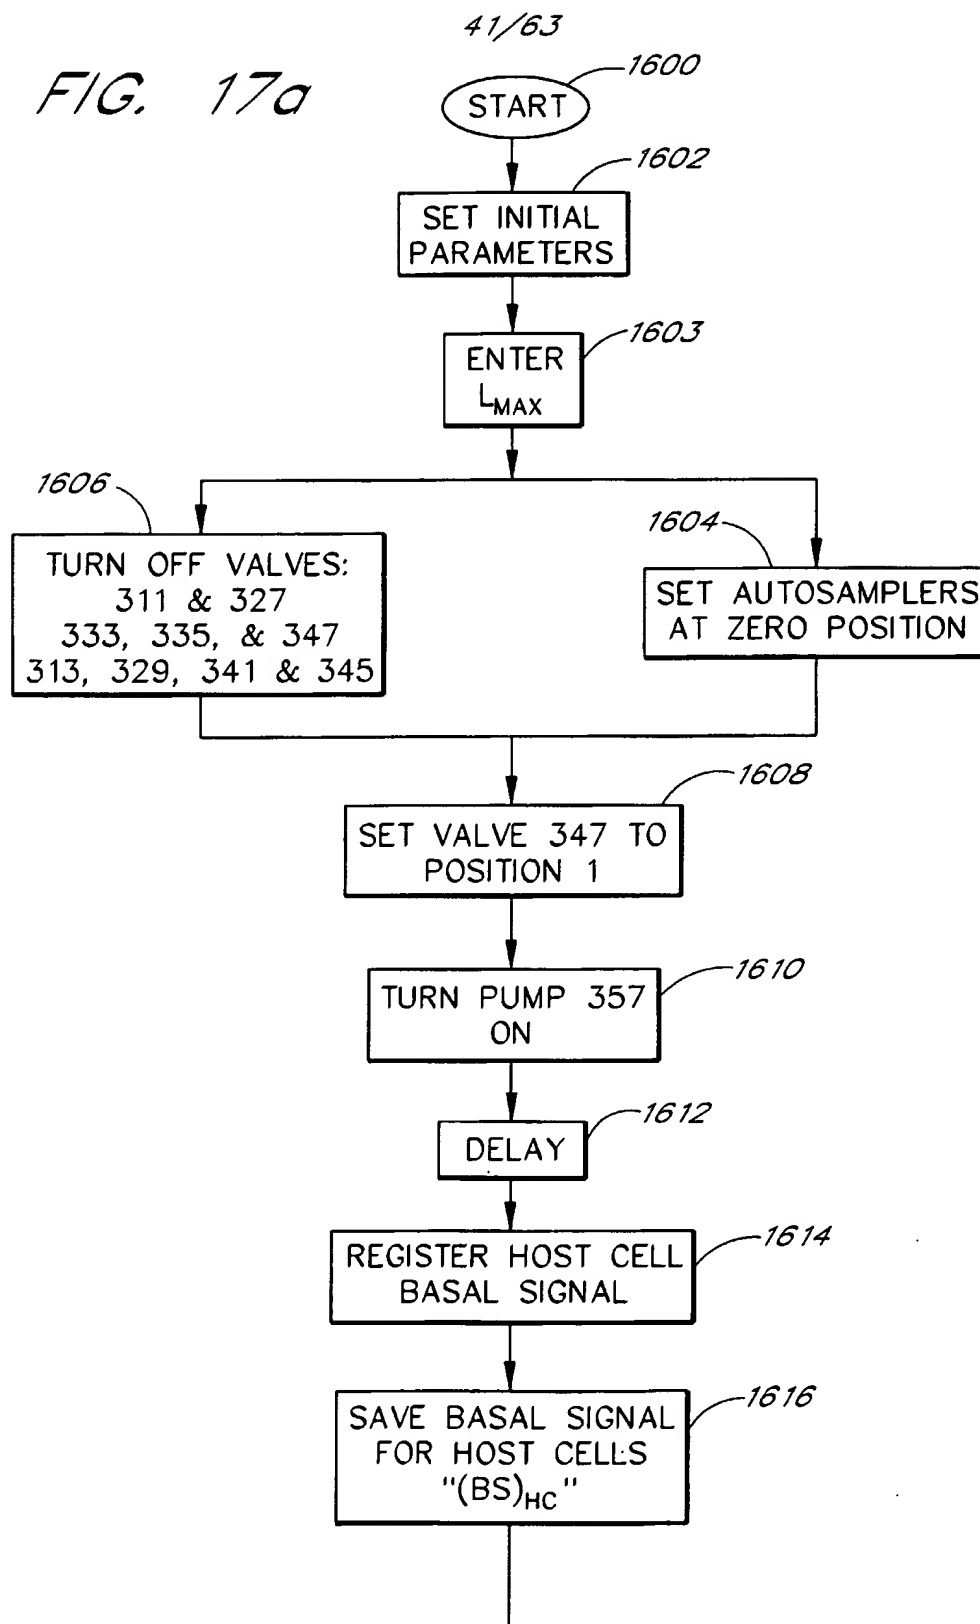 41/63
FIG. 17a
1600
START
1602
SET INITIAL
PARAMETERS
1603
ENTER
LMAX
1606
TURN OFF VALVES:
311 & 327
333, 335, & 347
313, 329, 341 & 345
1604
SET AUTOSAMPLERS
AT ZERO POSITION
1608
SET VALVE 347 TO
POSITION 1
1610
TURN PUMP 357
ON
1612
DELAY
1614
REGISTER HOST CELL
BASAL SIGNAL
1616
SAVE BASAL SIGNAL
FOR HOST CELLS
"(BS)HC"